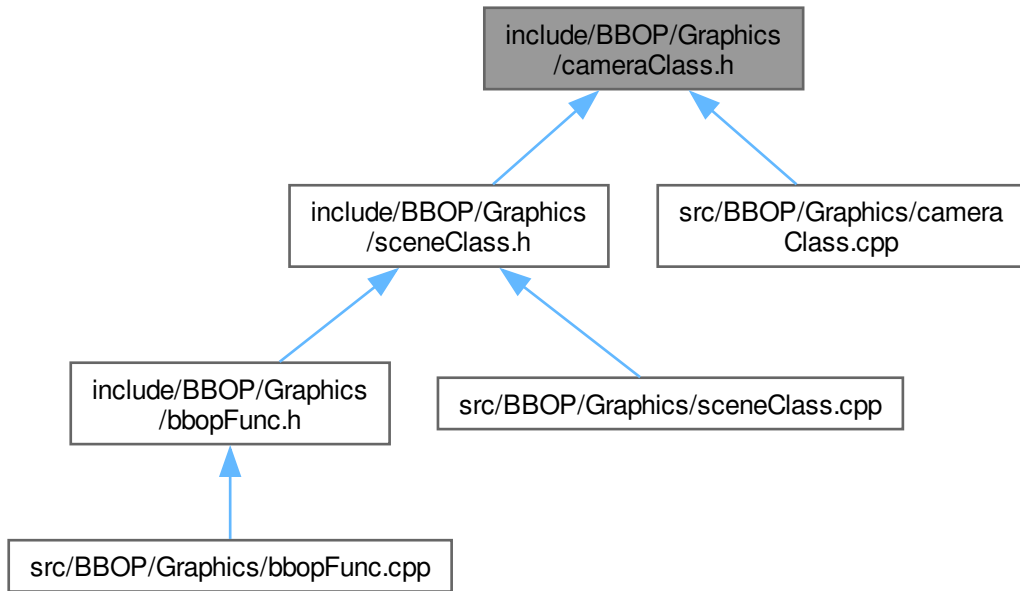 include/BBOP/Graphics
/cameraClass.h
include/BBOP/Graphics
/sceneClass.h
src/BBOP/Graphics/camera
Class.cpp
include/BBOP/Graphics
/bbopFunc.h
src/BBOP/Graphics/sceneClass.cpp
src/BBOP/Graphics/bbopFunc.cpp